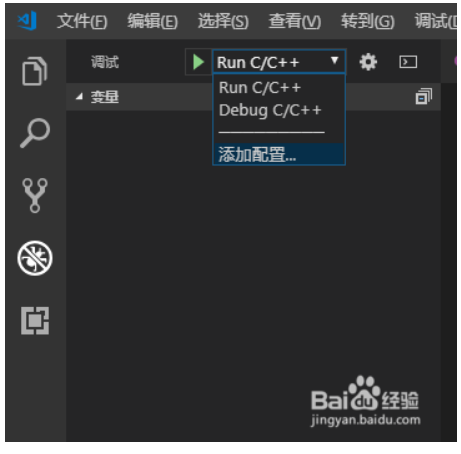 文件(F) 编辑(E) 选择(S) 查看(V) 转到(G) 调试(D
调试 Run C/C++
变量
Run C/C++
Debug C/C++
添加配置...
Bai du 经验
jingyan.baidu.com